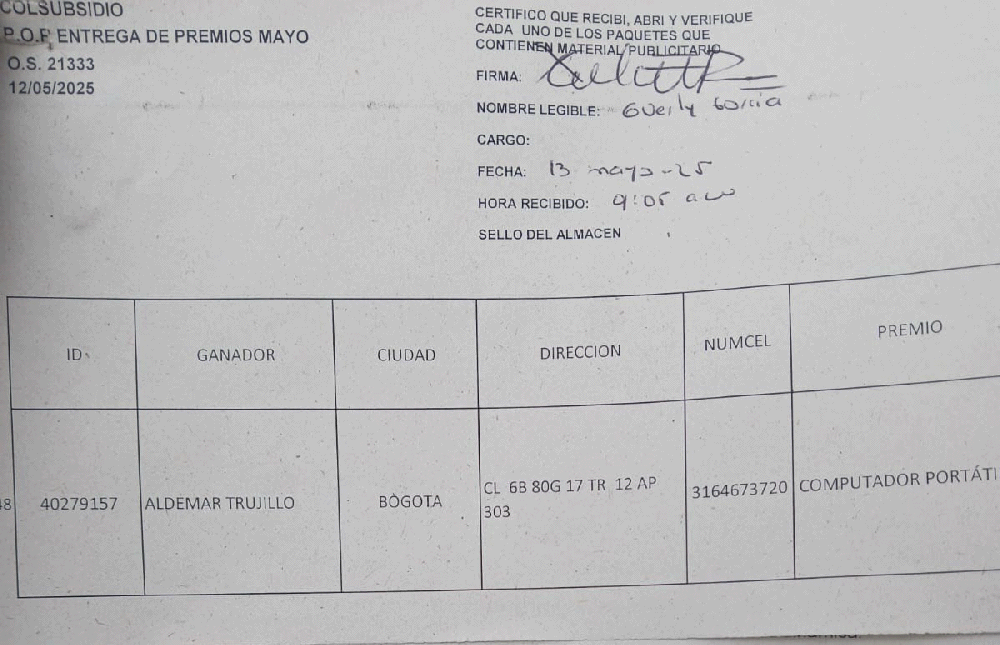 COLSUBSIDIO
P.O.P ENTREGA DE PREMIOS MAYO
O.S. 21333
12/05/2025
CERTIFICO QUE RECIBI, ABRI Y VERIFIQUE
CADA UNO DE LOS PAQUETES QUE
CONTIENEN MATERIAL PUBLICITARIO
FIRMA:
NOMBRE LEGIBLE: Everly Garcia
CARGO:
FECHA: 13 mayo-25
HORA RECIBIDO: 9:05 am
SELLO DEL ALMACEN
ID GANADOR CIUDAD DIRECCION NUMCEL PREMIO
48 40279157 ALDEMAR TRUJILLO BOGOTA CL 6B 80G 17 TR 12 AP 3164673720 COMPUTADOR PORTÁTI
303